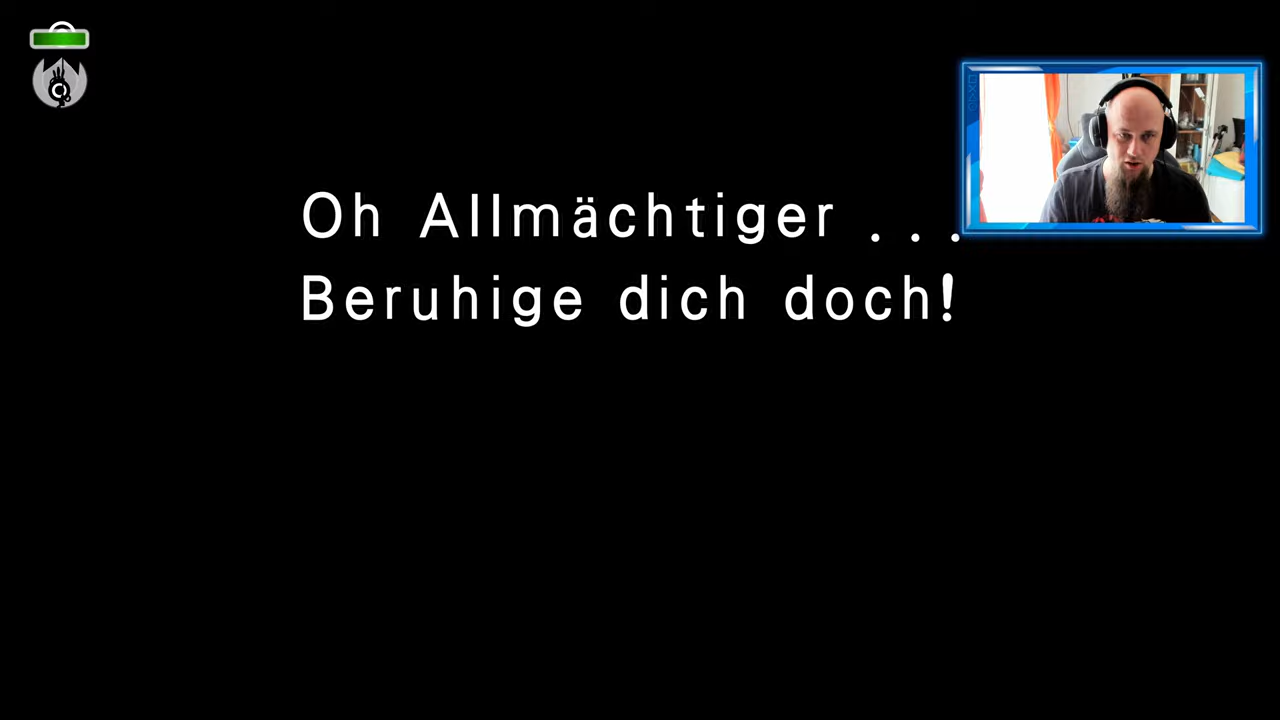 Oh Allmächtiger . . .
Beruhige dich doch!